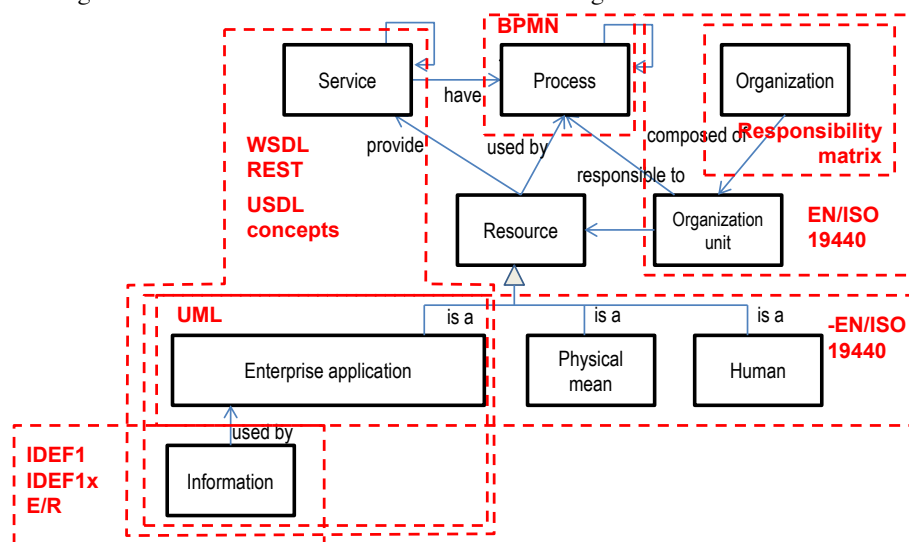 BPMN
Service
Process
Organization
have
WSDL
REST
provide
used by
composed of
Responsibility
matrix
USDL
concepts
responsible to
Resource
Organization
unit
EN/ISO
19440
UML
is a
is a
is a
-EN/ISO
19440
Enterprise application
Physical
mean
Human
used by
IDEF1
IDEF1x
E/R
Information